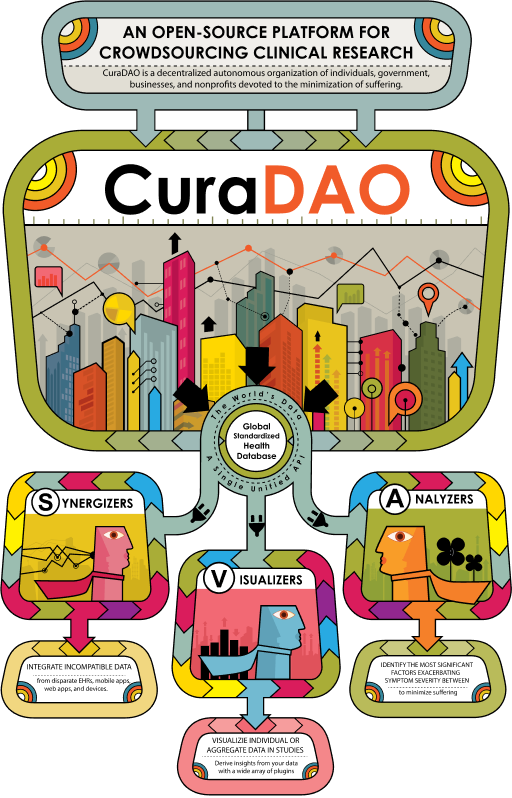 AN OPEN-SOURCE PLATFORM FOR
CROWDSOURCING CLINICAL RESEARCH
CuraDAO is a decentralized autonomous organization of individuals, government,
businesses, and nonprofits devoted to the minimization of suffering.
CuraDAO
The World's Data
Global
Standardized
Health
Database
A Single Unified Api
SYNERGIZERS
ANALYZERS
VISUALIZERS
INTEGRATE INCOMPATIBLE DATA
from disparate EHRs, mobile apps,
web apps, and devices.
IDENTIFY THE MOST SIGNIFICANT
FACTORS EXACERBATING
SYMPTOM SEVERITY BETWEEN
to minimize suffering
VISUALIZIE INDIVIDUAL OR
AGGREGATE DATA IN STUDIES
Derive insights from your data
with a wide array of plugins